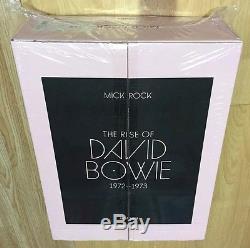 MICK ROCK
THE RISE OF
DAVID
BOWIE
1972-1973